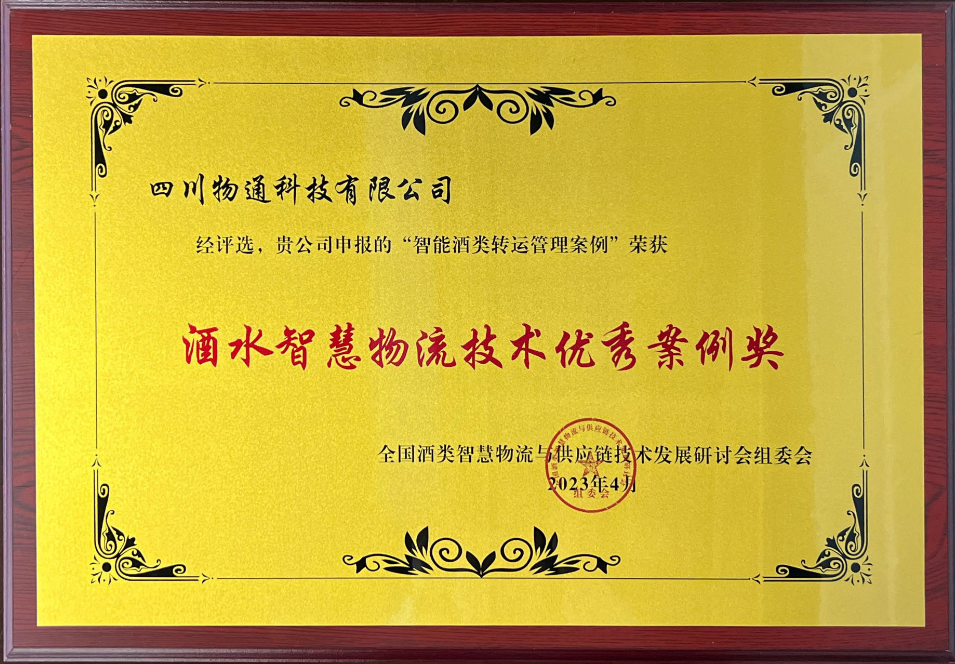 四川物通科技有限公司
经评选，贵公司申报的“智能酒类转运管理案例”荣获
酒水智慧物流技术优秀案例奖
全国酒类智慧物流与供应链技术发展研讨会组委会
2023年4月
组委会